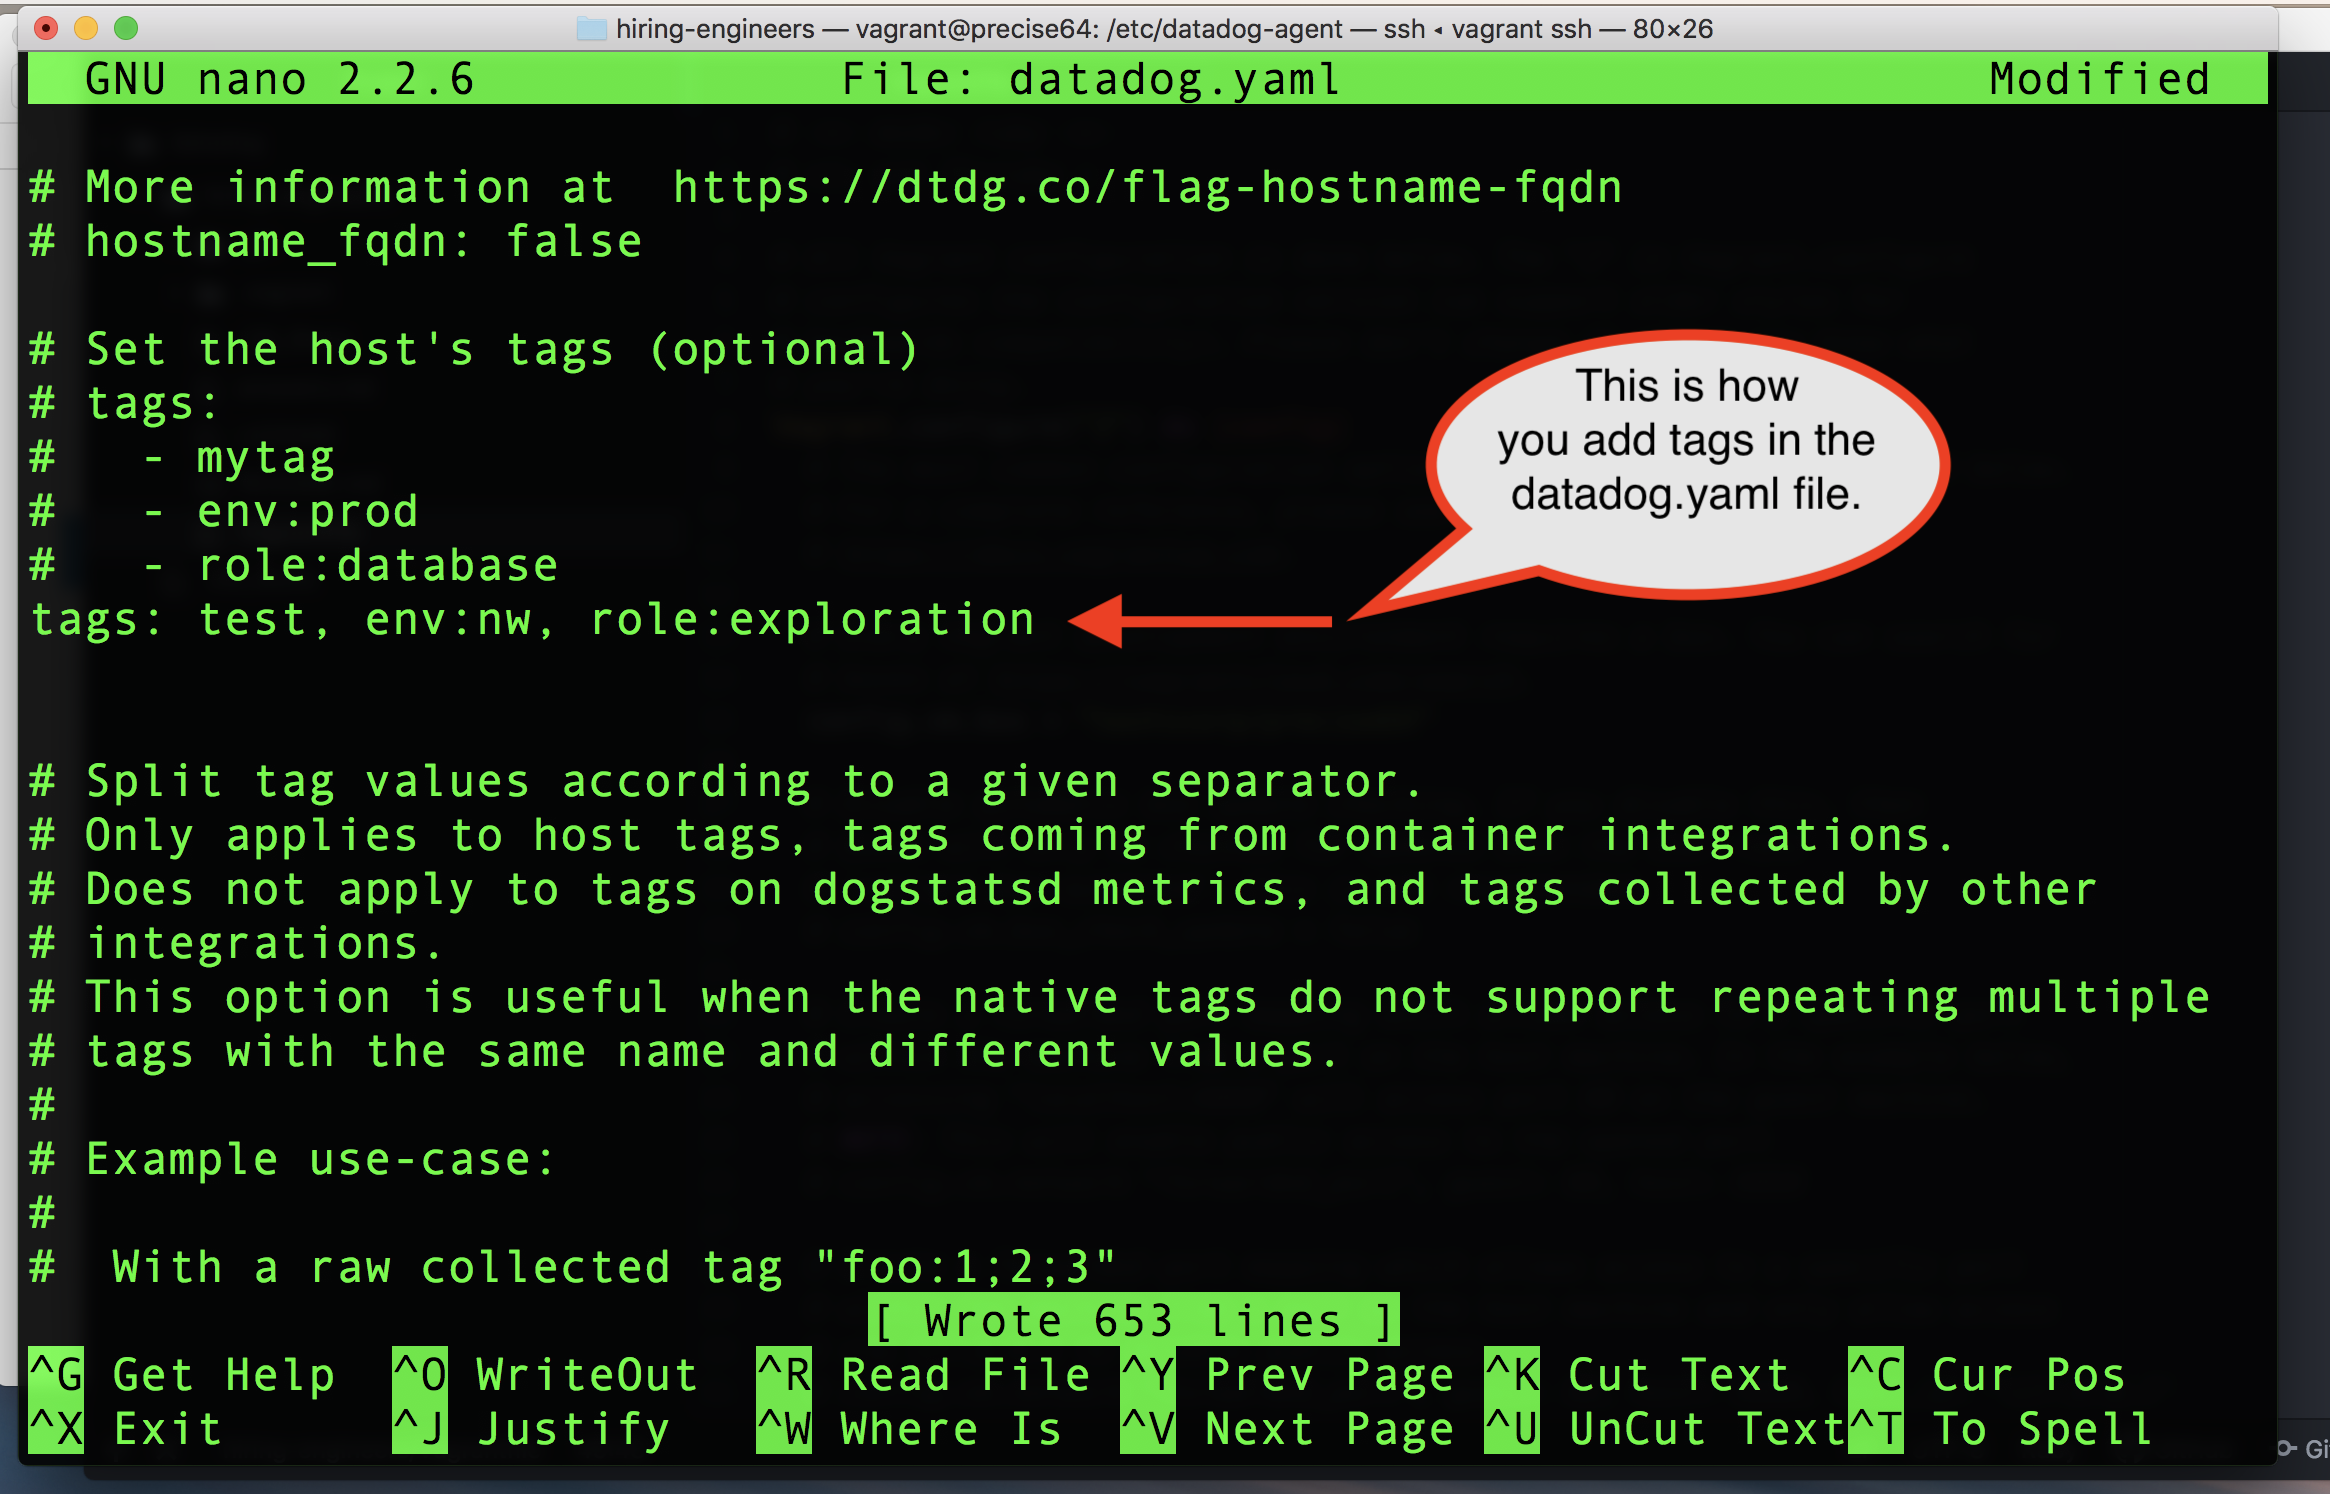 hiring-engineers — vagrant@precise64: /etc/datadog-agent — ssh ◂ vagrant ssh — 80×26
GNU nano 2.2.6 File: datadog.yaml Modified
# More information at  https://dtdg.co/flag-hostname-fqdn
# hostname_fqdn: false
# Set the host's tags (optional)
# tags:
#   - mytag
#   - env:prod
#   - role:database
tags: test, env:nw, role:exploration
This is how
you add tags in the
datadog.yaml file.
# Split tag values according to a given separator.
# Only applies to host tags, tags coming from container integrations.
# Does not apply to tags on dogstatsd metrics, and tags collected by other
# integrations.
# This option is useful when the native tags do not support repeating multiple
# tags with the same name and different values.
#
# Example use-case:
#
#  With a raw collected tag "foo:1;2;3"
[ Wrote 653 lines ]
^G Get Help ^O WriteOut ^R Read File ^Y Prev Page ^K Cut Text ^C Cur Pos
^X Exit ^J Justify ^W Where Is ^V Next Page ^U UnCut Text ^T To Spell